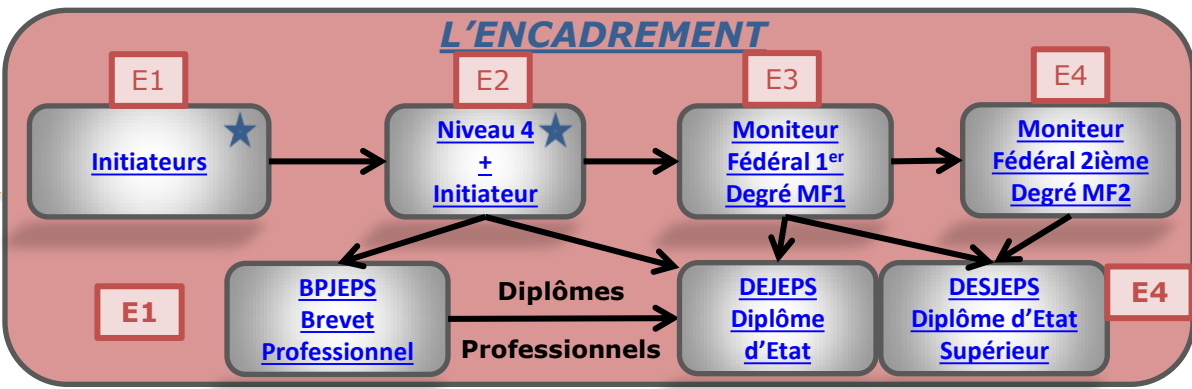 L'ENCADREMENT
E1
E2
E3
E4
Initiateurs
Niveau 4
+
Initiateur
Moniteur
Fédéral 1er
Degré MF1
Moniteur
Fédéral 2ième
Degré MF2
E1
BPJEPS
Brevet
Professionnel
Diplômes
Professionnels
DEJEPS
Diplôme
d'Etat
DESJEPS
Diplôme d'Etat
Supérieur
E4